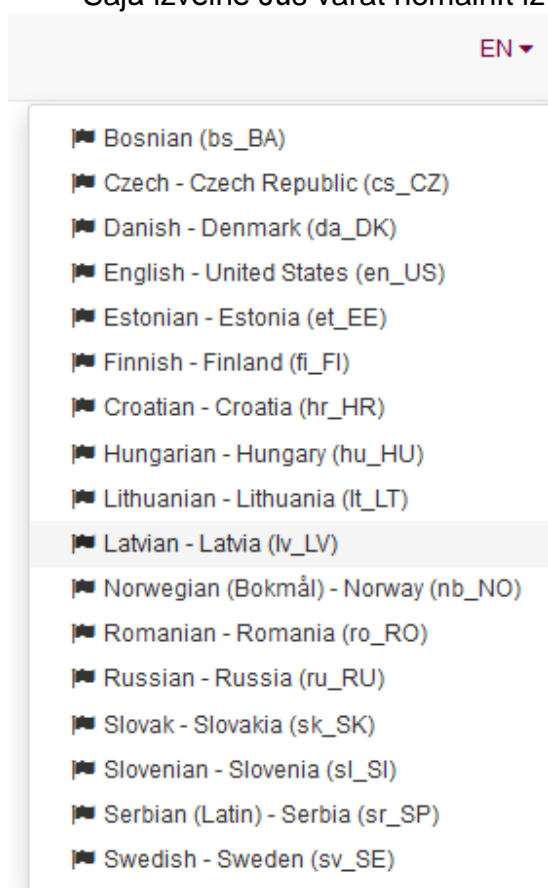 varat
EN
Bosnian (bs_BA)
Czech - Czech Republic (cs_CZ)
Danish - Denmark (da_DK)
English - United States (en_US)
Estonian - Estonia (et_EE)
Finnish - Finland (fi_FI)
Croatian - Croatia (hr_HR)
Hungarian - Hungary (hu_HU)
Lithuanian - Lithuania (lt_LT)
Latvian - Latvia (lv_LV)
Norwegian (Bokmål) - Norway (nb_NO)
Romanian - Romania (ro_RO)
Russian - Russia (ru_RU)
Slovak - Slovakia (sk_SK)
Slovenian - Slovenia (sl_SI)
Serbian (Latin) - Serbia (sr_SP)
Swedish - Sweden (sv_SE)